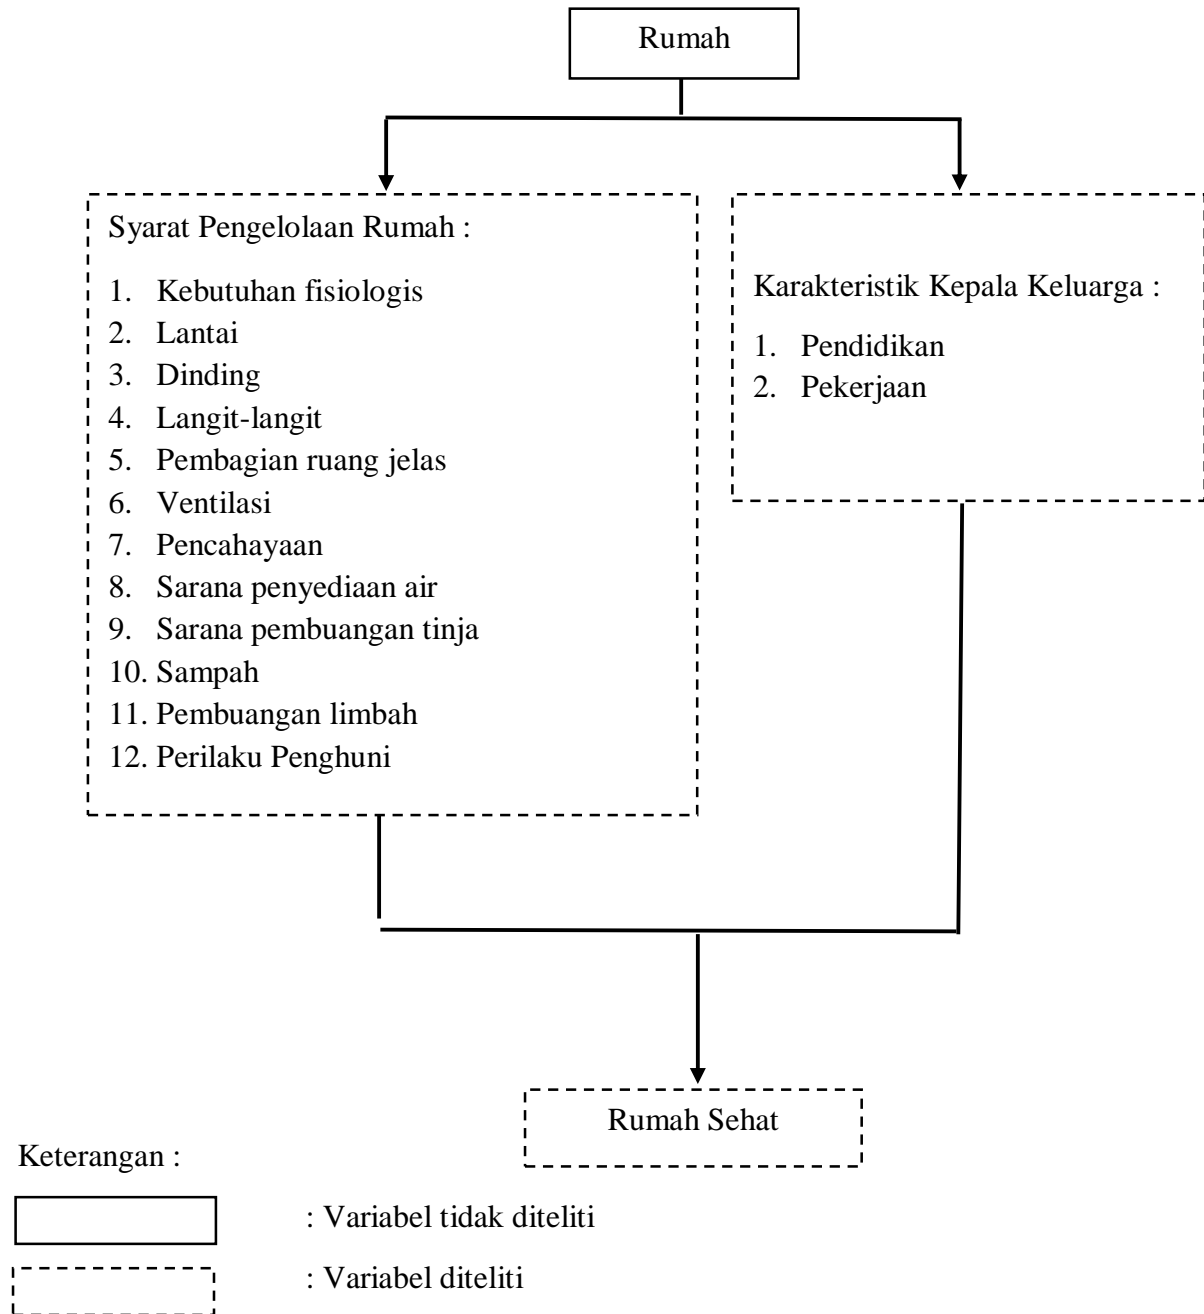 Rumah
Syarat Pengelolaan Rumah :
1. Kebutuhan fisiologis
2. Lantai
3. Dinding
4. Langit-langit
5. Pembagian ruang jelas
6. Ventilasi
7. Pencahayaan
8. Sarana penyediaan air
9. Sarana pembuangan tinja
10. Sampah
11. Pembuangan limbah
12. Perilaku Penghuni
Karakteristik Kepala Keluarga :
1. Pendidikan
2. Pekerjaan
Rumah Sehat
Keterangan :
: Variabel tidak diteliti
: Variabel diteliti